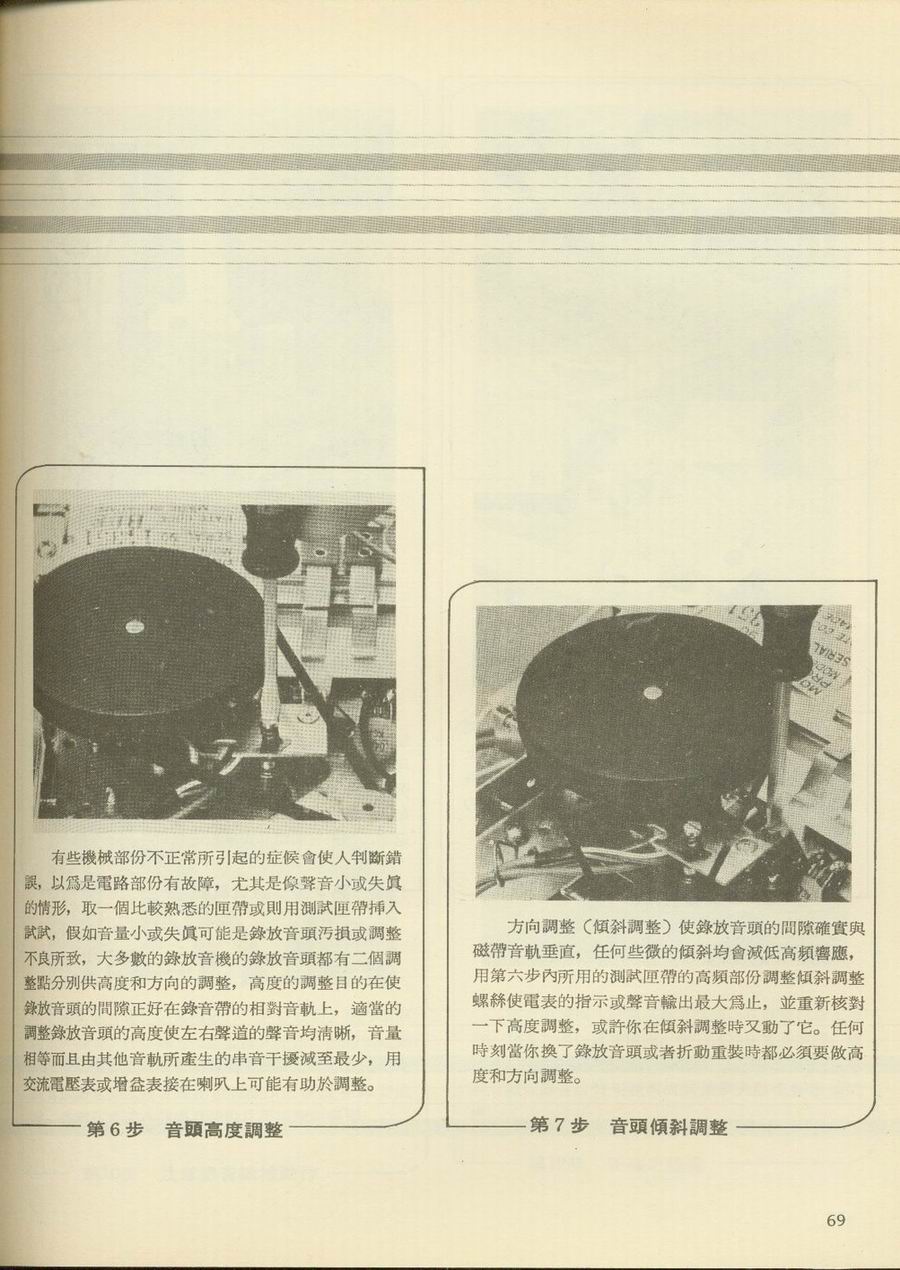 有些機械部份不正常所引起的症候會使人判斷錯
誤，以爲是電路部份有故障，尤其是像聲音小或失眞
的情形，取一個比較熟悉的匣帶或則用測試匣帶揷入
試試，假如音量小或失眞可能是錄放音頭汚損或調整
不良所致，大多數的錄放音機的錄放音頭都有二個調
整點分別供高度和方向的調整，高度的調整目的在使
錄放音頭的間隙正好在錄音帶的相對音軌上，適當的
調整錄放音頭的高度使左右聲道的聲音均淸晰，音量
相等而且由其他音軌所產生的串音干擾減至最少，用
交流電壓表或增益表接在喇叭上可能有助於調整。
第6步　音頭高度調整
351
SERIAL
方向調整（傾斜調整）使錄放音頭的間隙確實與
磁帶音軌垂直，任何些微的傾斜均會減低高頻響應，
用第六步內所用的測試匣帶的高頻部份調整傾斜調整
螺絲使電表的指示或聲音輸出最大爲止，並重新核對
一下高度調整，或許你在傾斜調整時又動了它。任何
時刻當你換了錄放音頭或者折動重裝時都必須要做高
度和方向調整。
第7步　音頭傾斜調整
69